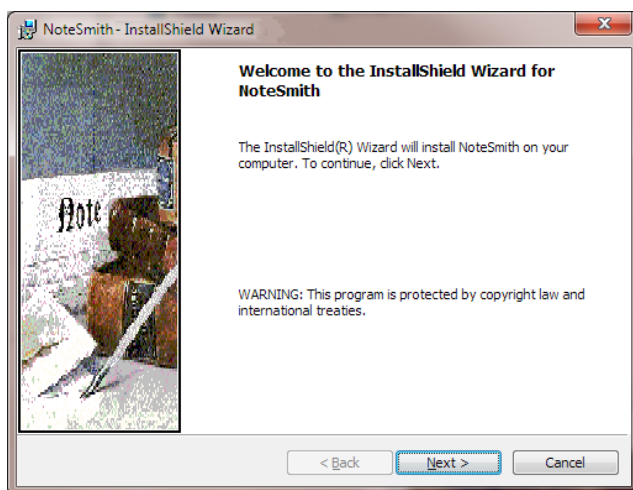 NoteSmith - InstallShield Wizard
Welcome to the InstallShield Wizard for
NoteSmith
The InstallShield(R) Wizard will install NoteSmith on your
computer. To continue, click Next.
Note
WARNING: This program is protected by copyright law and
international treaties.
< Back
Next >
Cancel